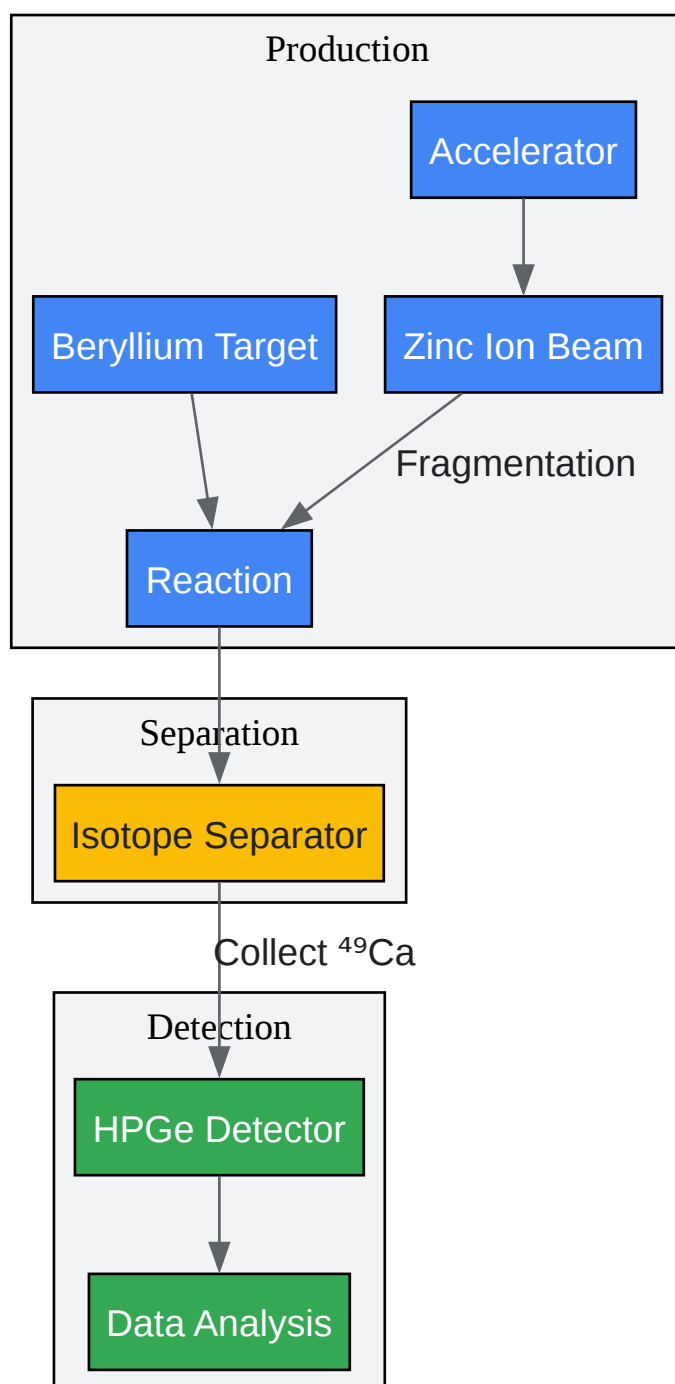 Production
Accelerator
Beryllium Target
Zinc Ion Beam
Fragmentation
Reaction
Separation
Isotope Separator
Collect ⁴⁹Ca
Detection
HPGe Detector
Data Analysis